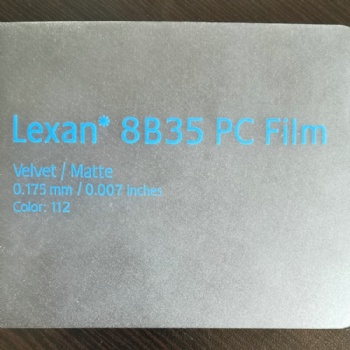 Lexan* 8B35 PC Film
Velvet / Matte
0.175 mm / 0.007 inches
Color: 112